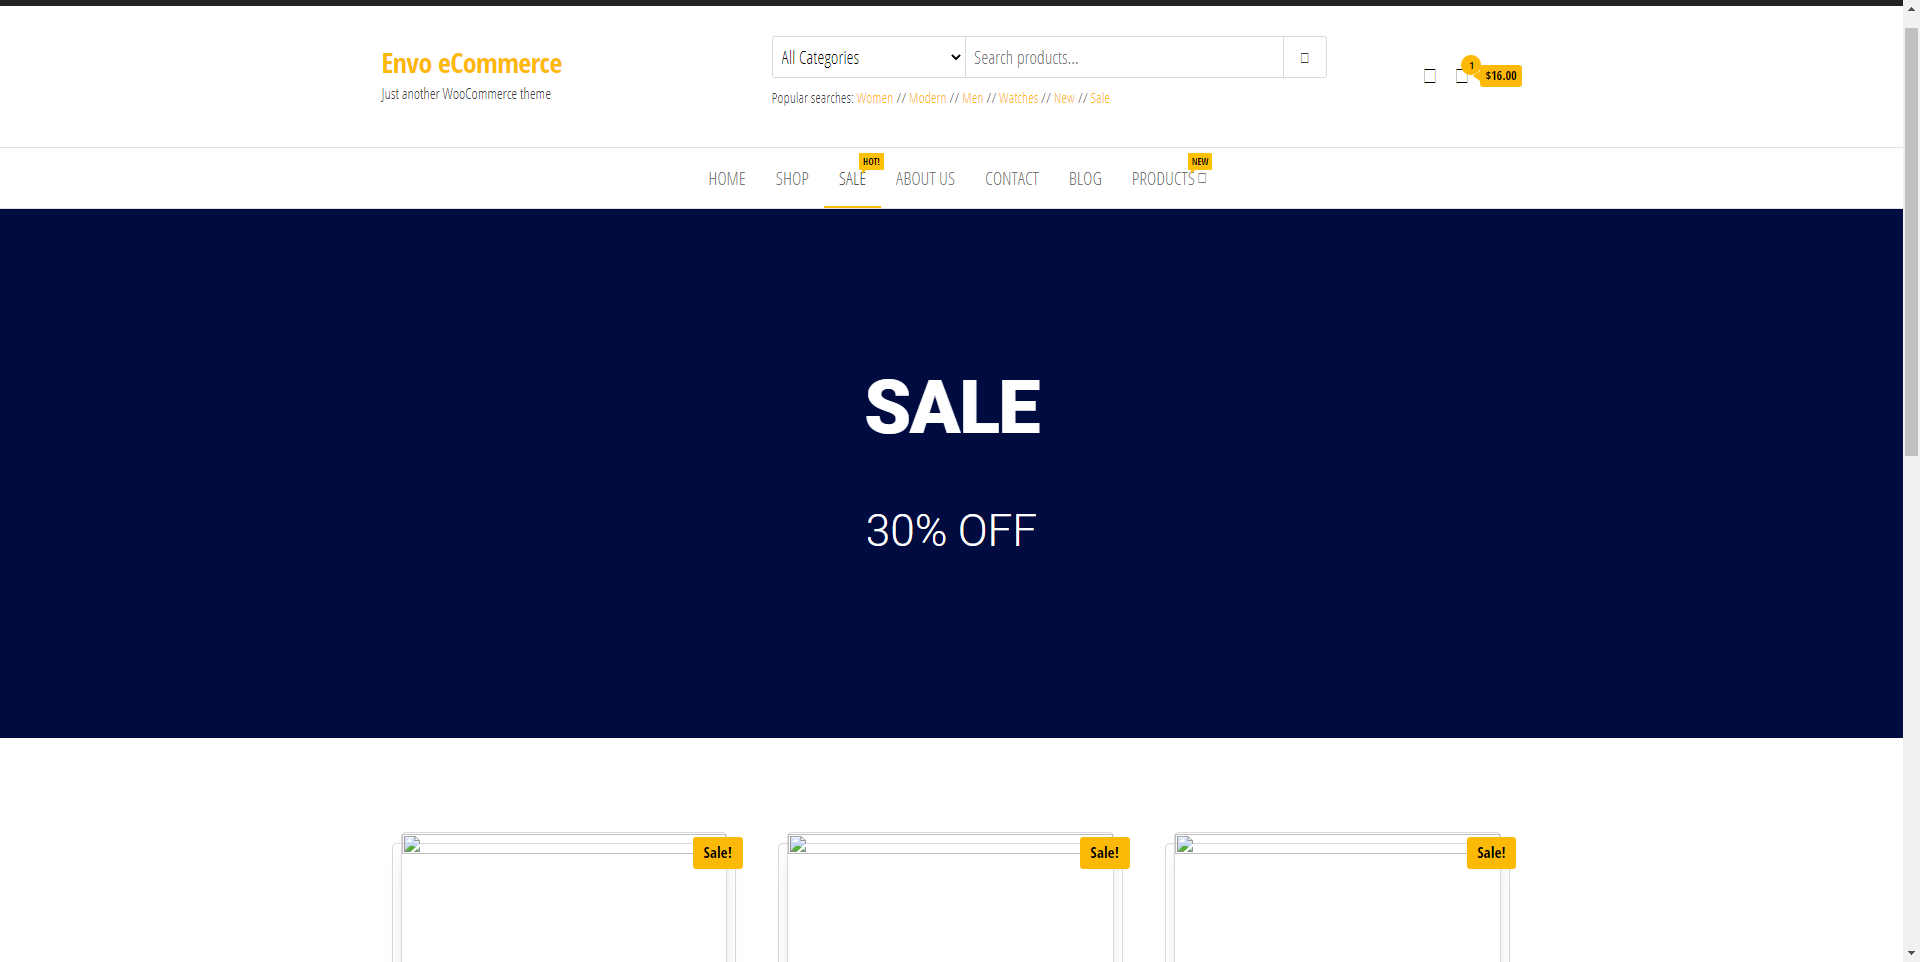 Envo eCommerce
Just another WooCommerce theme
All Categories
Search products...
Popular searches: Women // Modern // Men // Watches // New // Sale
1
$16.00
HOME
SHOP
SALE
HOT!
ABOUT US
CONTACT
BLOG
PRODUCTS
NEW
SALE
30% OFF
Sale!
Sale!
Sale!